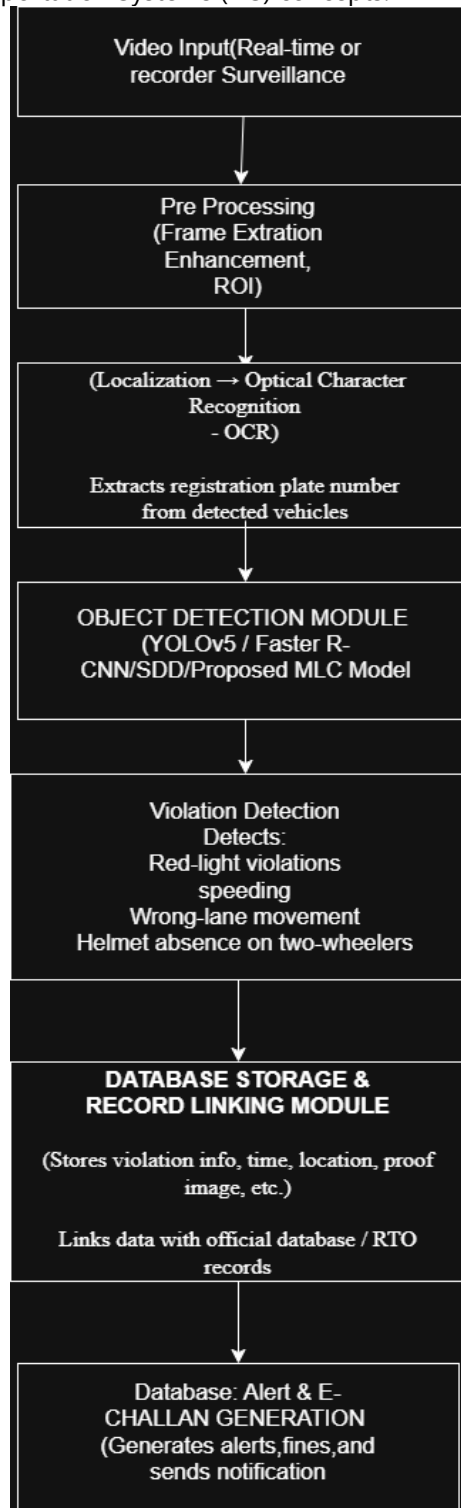 Video Input(Real-time or
recorder Surveillance
Pre Processing
(Frame Extration
Enhancement,
ROI)
(Localization → Optical Character
Recognition
- OCR)
Extracts registration plate number
from detected vehicles
OBJECT DETECTION MODULE
(YOLOv5 / Faster R-
CNN/SDD/Proposed MLC Model
Violation Detection
Detects:
Red-light violations
speeding
Wrong-lane movement
Helmet absence on two-wheelers
DATABASE STORAGE &
RECORD LINKING MODULE
(Stores violation info, time, location, proof
image, etc.)
Links data with official database / RTO
records
Database: Alert & E-
CHALLAN GENERATION
(Generates alerts,fines,and
sends notification